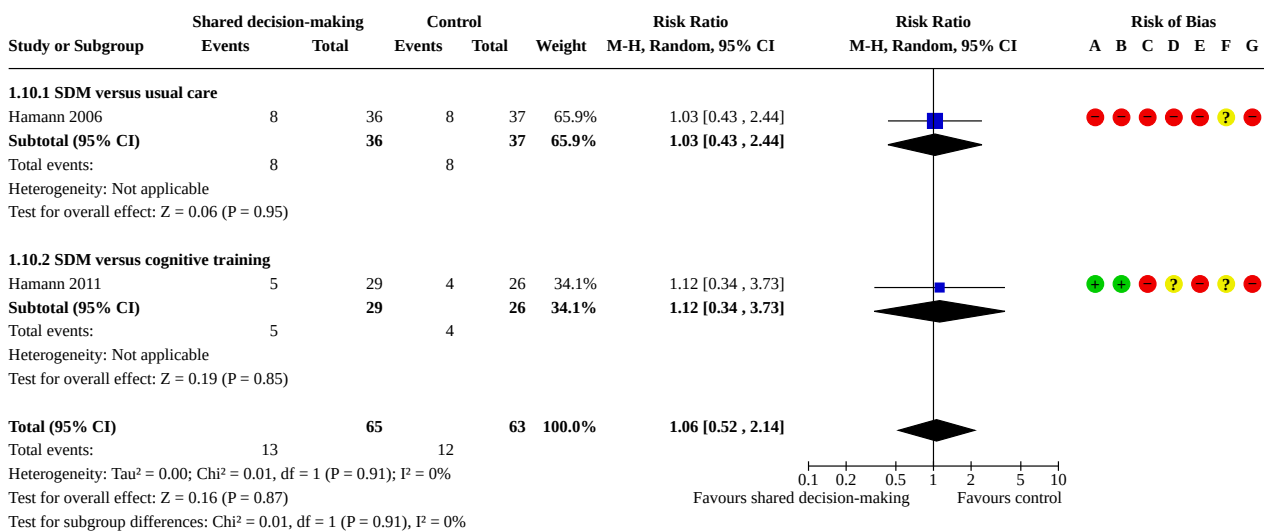 Shared decision-making Control Risk Ratio Risk Ratio Risk of Bias
Study or Subgroup Events Total Events Total Weight M-H, Random, 95% CI M-H, Random, 95% CI A B C D E F G
1.10.1 SDM versus usual care
Hamann 2006 8 36 8 37 65.9% 1.03 [0.43 , 2.44] − − − − − ? −
Subtotal (95% CI) 36 37 65.9% 1.03 [0.43 , 2.44]
Total events: 8 8
Heterogeneity: Not applicable
Test for overall effect: Z = 0.06 (P = 0.95)
1.10.2 SDM versus cognitive training
Hamann 2011 5 29 4 26 34.1% 1.12 [0.34 , 3.73] + + − ? − ? −
Subtotal (95% CI) 29 26 34.1% 1.12 [0.34 , 3.73]
Total events: 5 4
Heterogeneity: Not applicable
Test for overall effect: Z = 0.19 (P = 0.85)
Total (95% CI) 65 63 100.0% 1.06 [0.52 , 2.14]
Total events: 13 12
Heterogeneity: Tau² = 0.00; Chi² = 0.01, df = 1 (P = 0.91); I² = 0%
0.1 0.2 0.5 1 2 5 10
Test for overall effect: Z = 0.16 (P = 0.87)
Favours shared decision-making Favours control
Test for subgroup differences: Chi² = 0.01, df = 1 (P = 0.91), I² = 0%